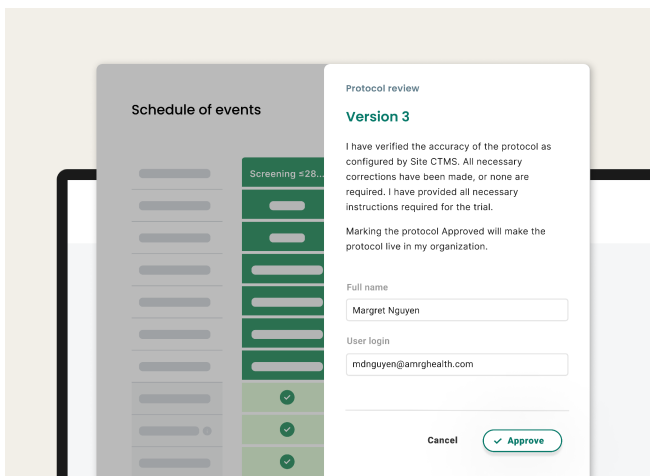 Schedule of events
Screening ≤28...
Protocol review
Version 3
I have verified the accuracy of the protocol as
configured by Site CTMS. All necessary
corrections have been made, or none are
required. I have provided all necessary
instructions required for the trial.
Marking the protocol Approved will make the
protocol live in my organization.
Full name
Margret Nguyen
User login
mdnguyen@amrghealth.com
Cancel
Approve